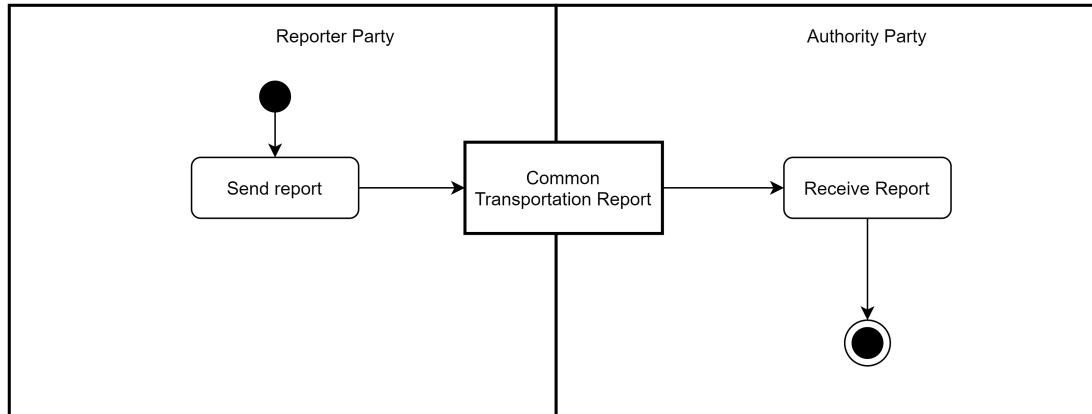 Reporter Party
Authority Party
Send report
Common
Transportation Report
Receive Report